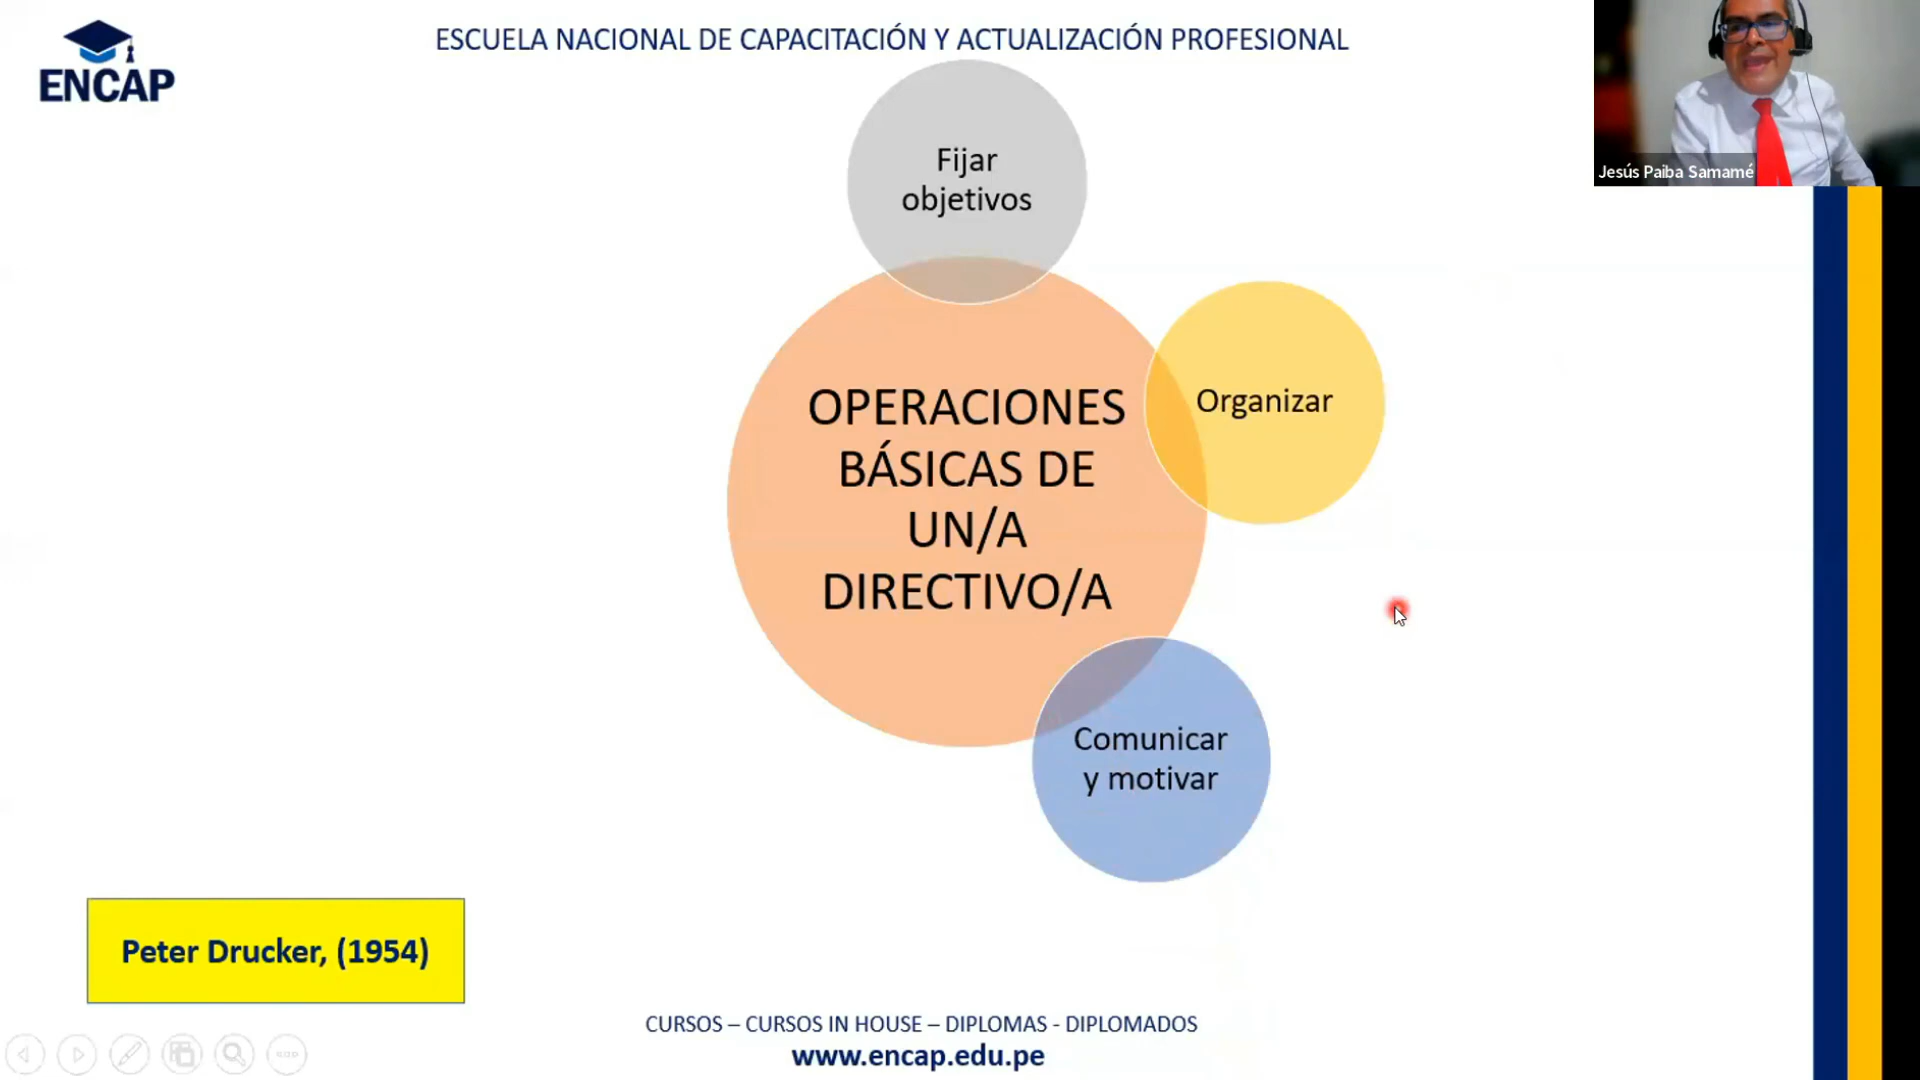 ENCAP
ESCUELA NACIONAL DE CAPACITACIÓN Y ACTUALIZACIÓN PROFESIONAL
Jesús Paiba Samamé
Fijar
objetivos
Organizar
OPERACIONES
BÁSICAS DE
UN/A
DIRECTIVO/A
Comunicar
y motivar
Peter Drucker, (1954)
CURSOS – CURSOS IN HOUSE – DIPLOMAS - DIPLOMADOS
www.encap.edu.pe